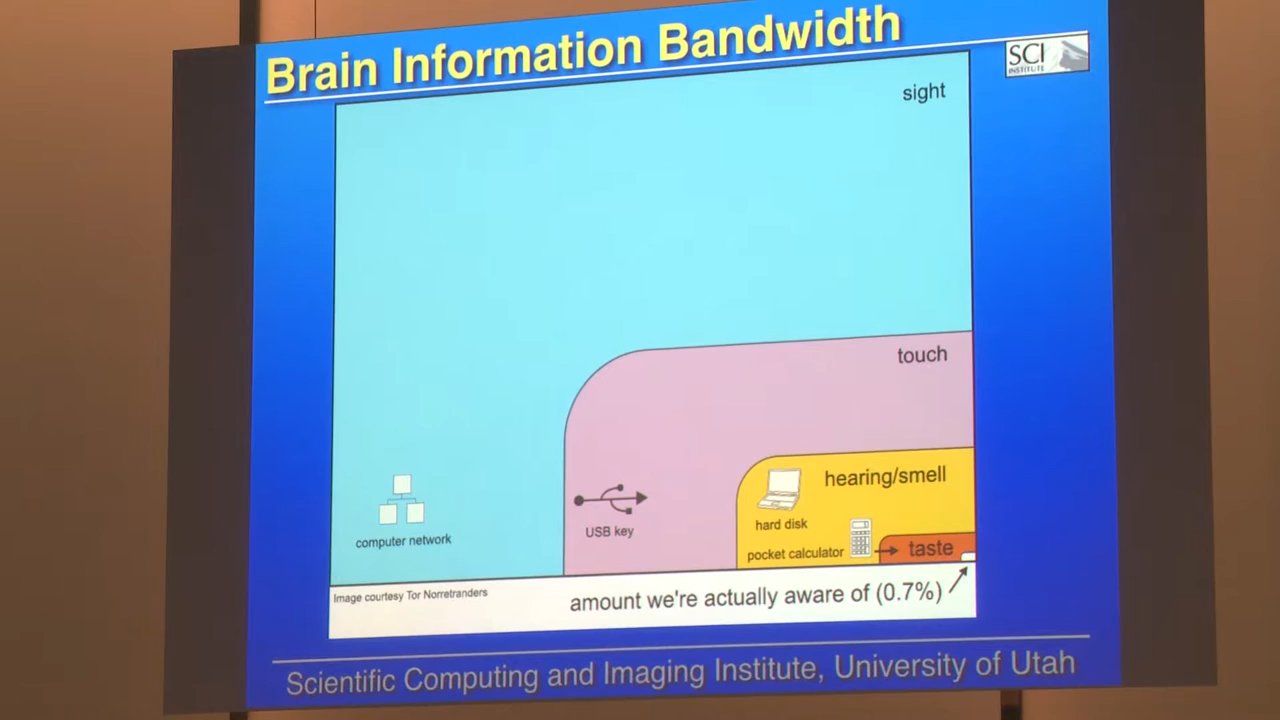 Brain Information Bandwidth
SCI
INSTITUTE
sight
touch
hearing/smell
hard disk
USB key
computer network
pocket calculator
taste
Image courtesy Tor Norretranders
amount we're actually aware of (0.7%)
Scientific Computing and Imaging Institute, University of Utah